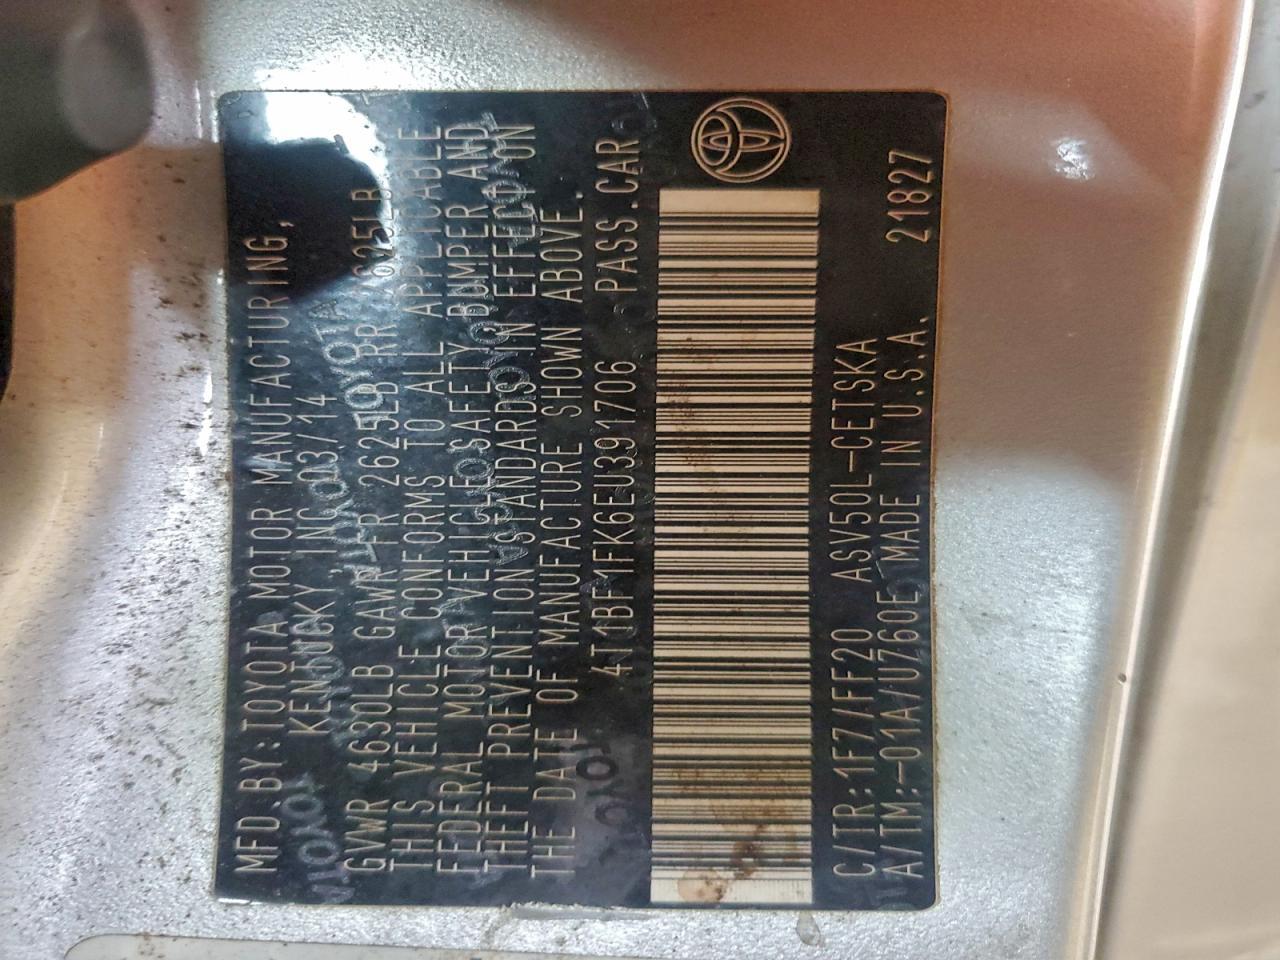 MFD.BY:TOYOTA MOTOR MANUFACTURING,
KENTUCKY INC 03/14
GVWR 4630LB GAWR FR 2625LB RR 2635LB
THIS VEHICLE CONFORMS TO ALL APPLICABLE
FEDERAL MOTOR VEHICLE SAFETY, BUMPER AND
THEFT PREVENTION STANDARDS IN EFFECT ON
THE DATE OF MANUFACTURE SHOWN ABOVE.
4T1BF1FK6EU391706 PASS.CAR
C/TR:1F7/FF20 ASV50L-CETSKA
A/TM:-01A/U760E MADE IN U.S.A. 21827